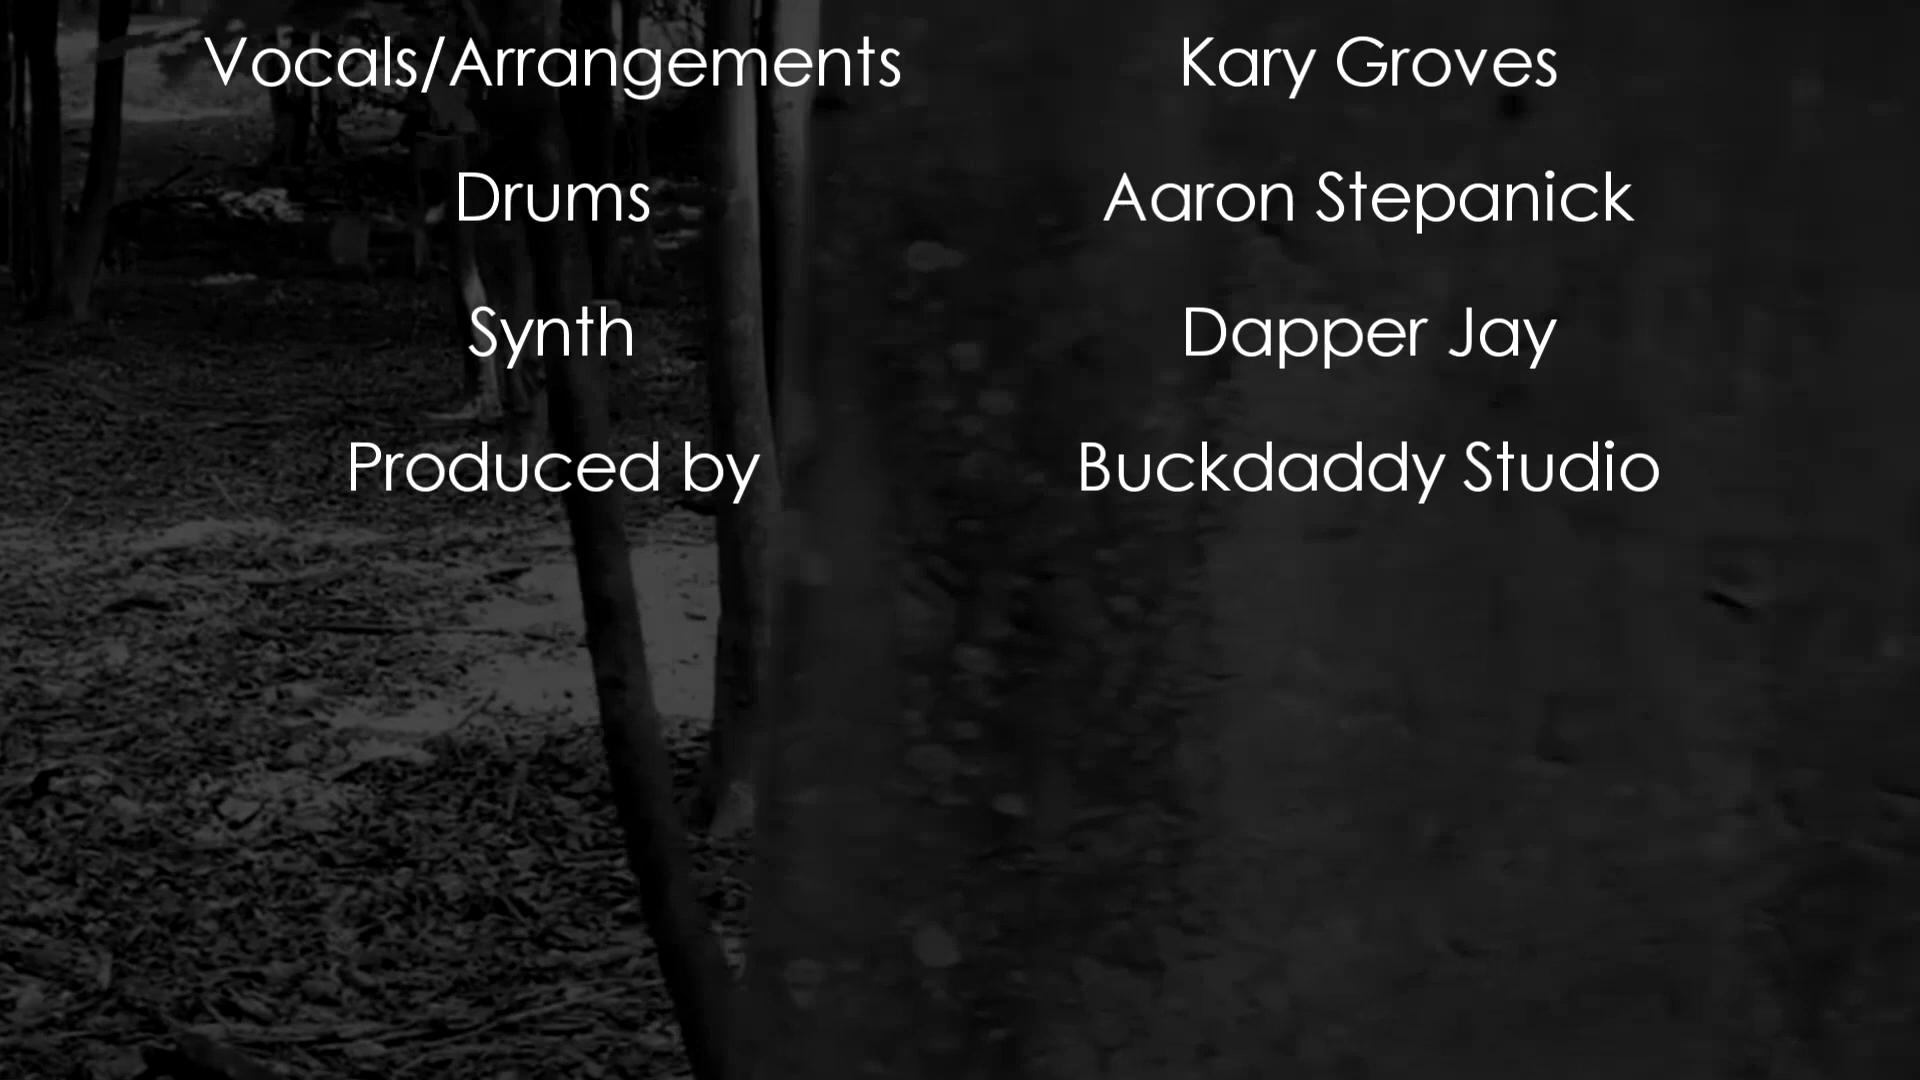 Vocals/Arrangements Kary Groves
Drums Aaron Stepanick
Synth Dapper Jay
Produced by Buckdaddy Studio